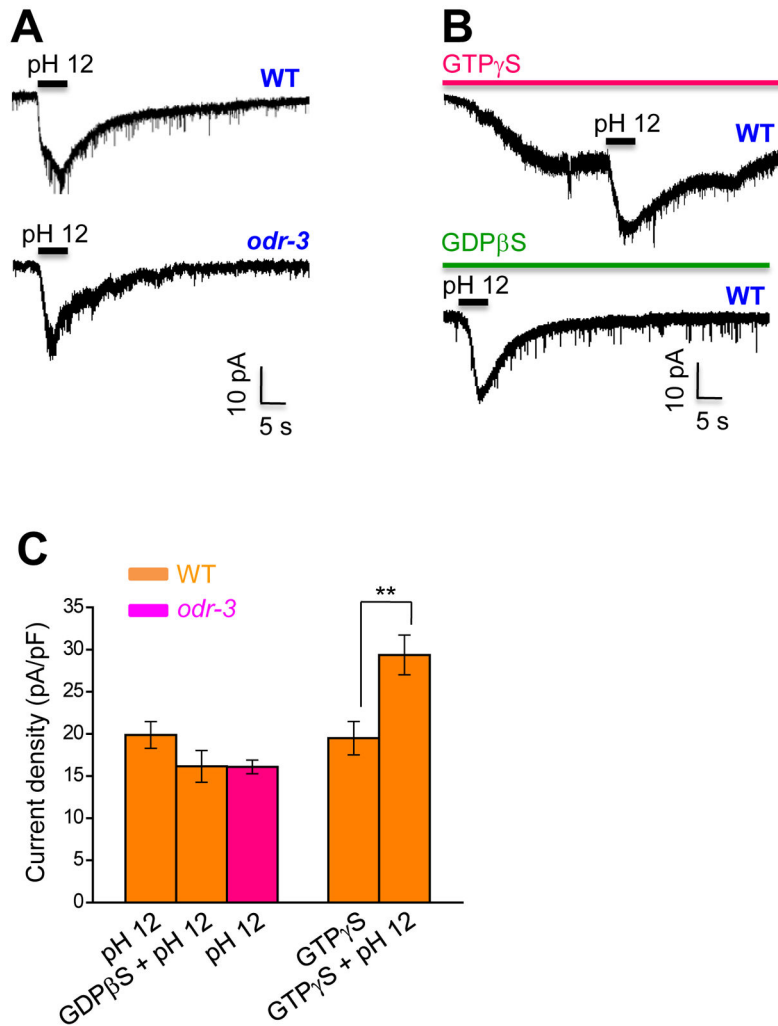 A
pH 12
WT
pH 12
odr-3
10 pA
5 s
B
GTPγS
pH 12
WT
GDPβS
pH 12
WT
10 pA
5 s
C
WT
odr-3
**
Current density (pA/pF)
35
30
25
20
15
10
5
0
pH 12
GDPβS + pH 12
pH 12
GTPγS
GTPγS + pH 12